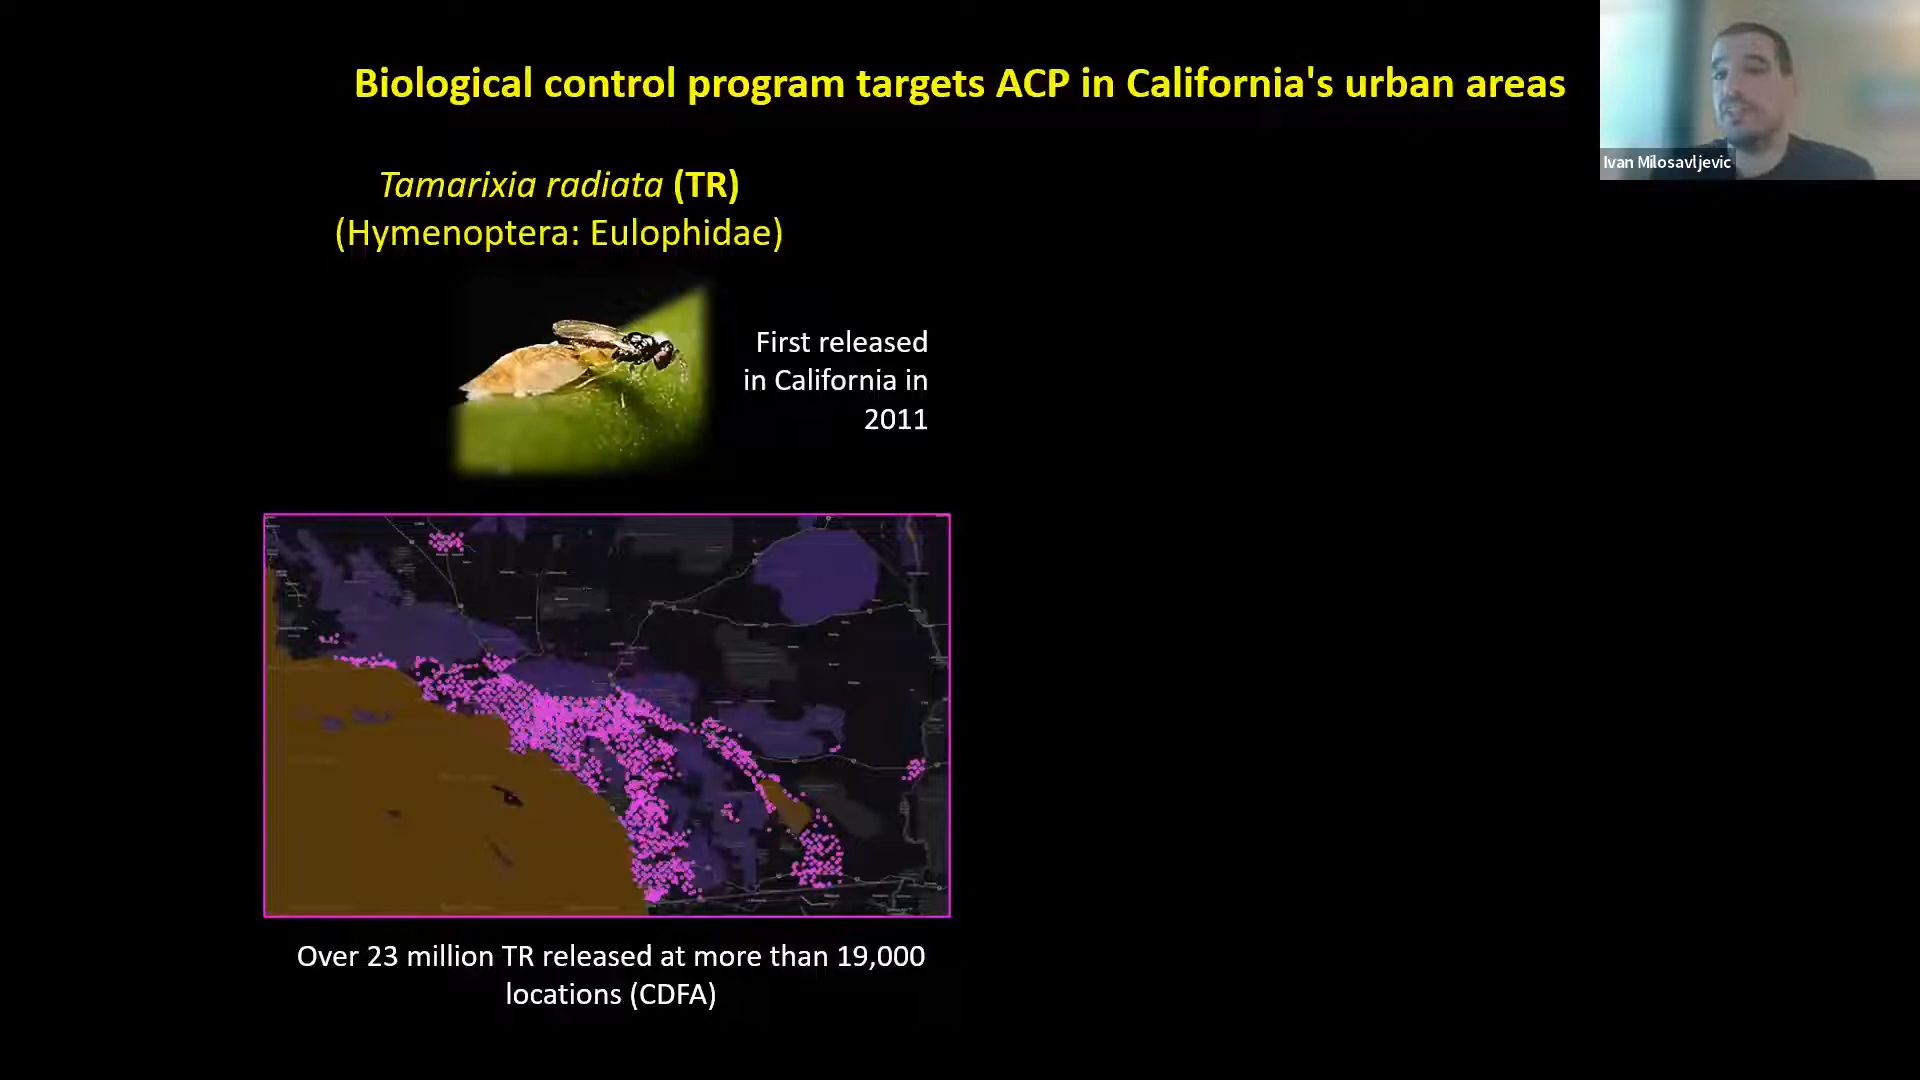 Biological control program targets ACP in California's urban areas
Ivan Milosavljevic
Tamarixia radiata (TR)
(Hymenoptera: Eulophidae)
First released
in California in
2011
Over 23 million TR released at more than 19,000
locations (CDFA)